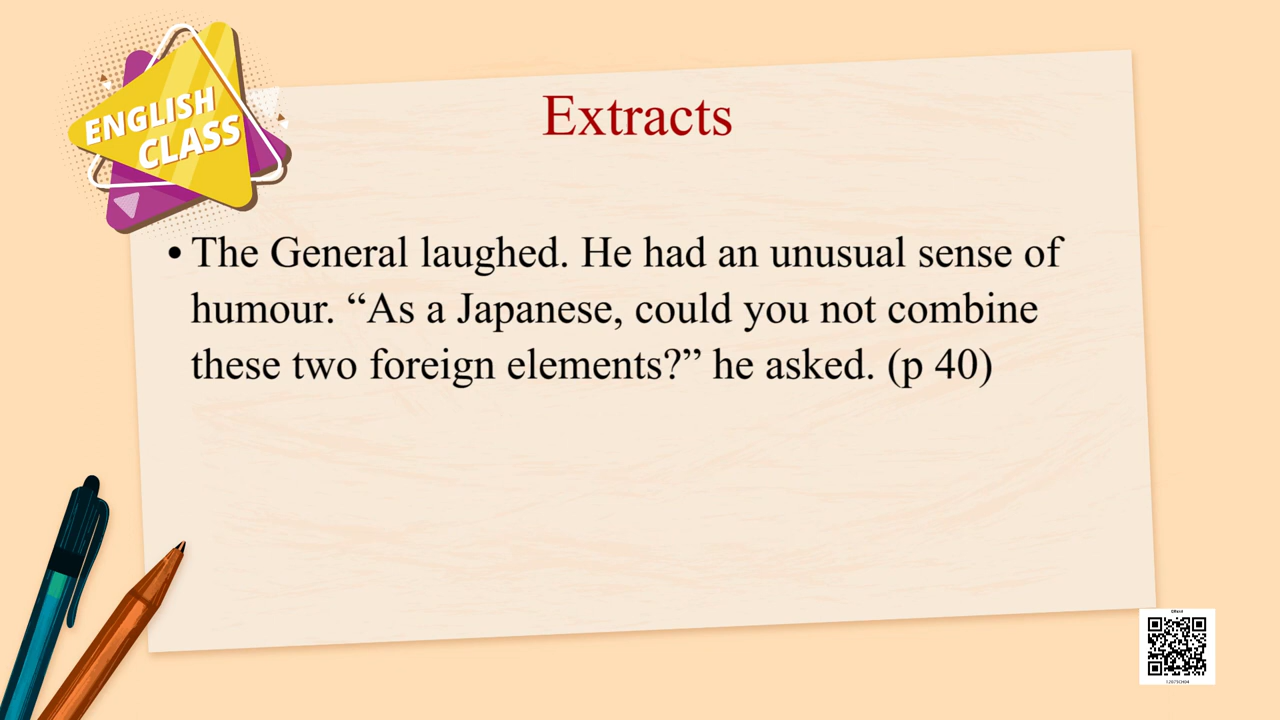 ENGLISH
CLASS
Extracts
• The General laughed. He had an unusual sense of
humour. “As a Japanese, could you not combine
these two foreign elements?” he asked. (p 40)